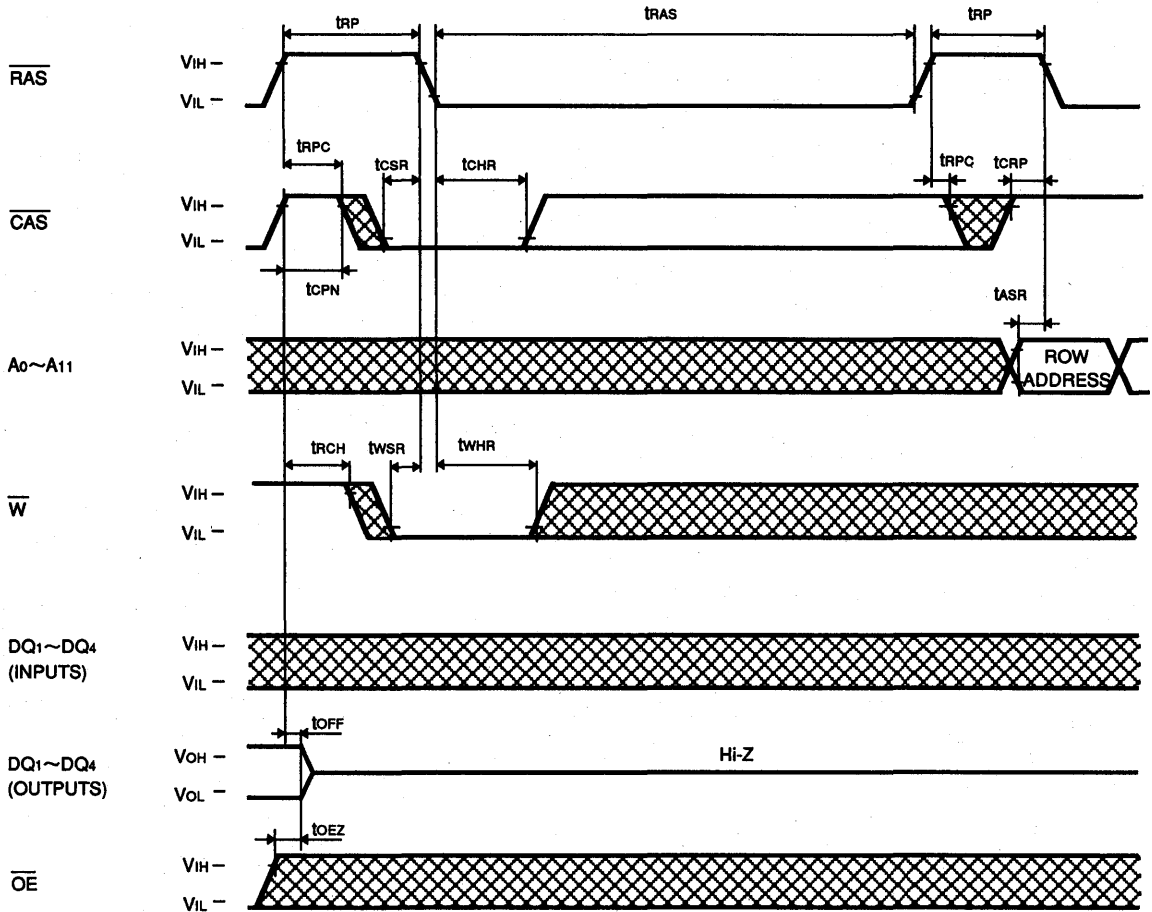 tRP tRAS tRP
RAS VIH
VIL
tRPC tCSR tCHR tRPC tCRP
CAS VIH
VIL
tCPN
tASR
A0~A11 VIH ROW
VIL ADDRESS
tRCH tWSR tWHR
W VIH
VIL
DQ1~DQ4 VIH
(INPUTS) VIL
tOFF
DQ1~DQ4 VOH Hi-Z
(OUTPUTS) VOL
tOEZ
OE VIH
VIL